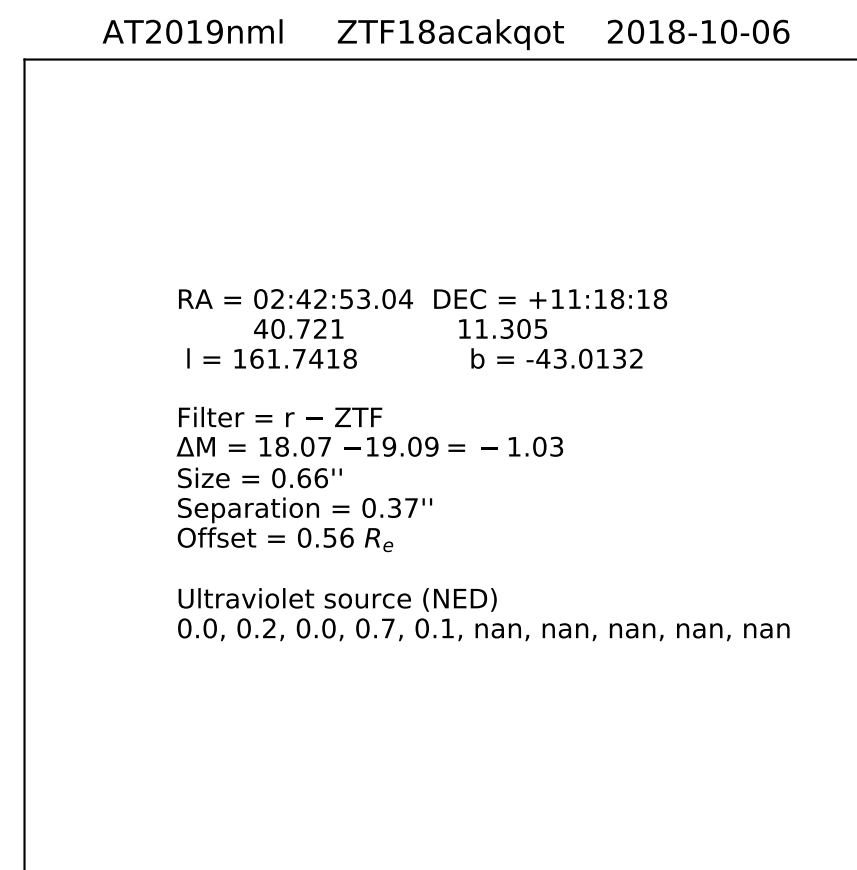 AT2019nml ZTF18acakqot 2018-10-06
RA = 02:42:53.04 DEC = +11:18:18
40.721 11.305
l = 161.7418 b = -43.0132
Filter = r − ZTF
ΔM = 18.07 −19.09 = − 1.03
Size = 0.66''
Separation = 0.37''
Offset = 0.56 Rₑ
Ultraviolet source (NED)
0.0, 0.2, 0.0, 0.7, 0.1, nan, nan, nan, nan, nan